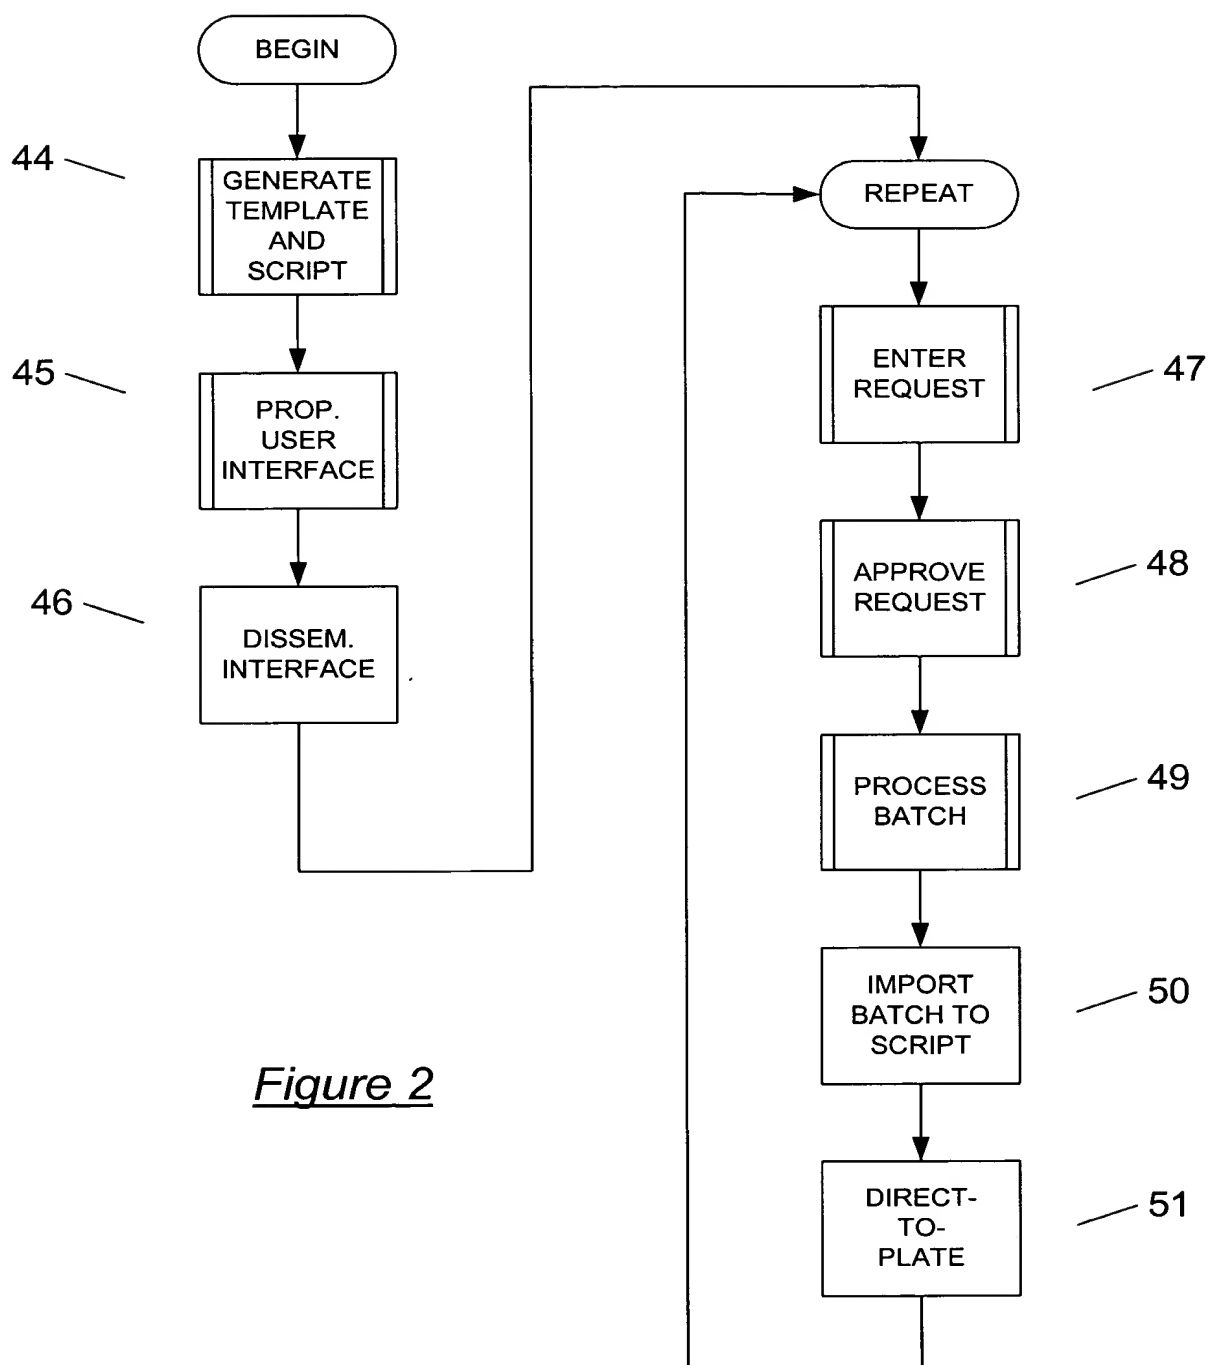 BEGIN
44
GENERATE
TEMPLATE
AND
SCRIPT
45
PROP.
USER
INTERFACE
46
DISSEM.
INTERFACE
REPEAT
47
ENTER
REQUEST
48
APPROVE
REQUEST
49
PROCESS
BATCH
50
IMPORT
BATCH TO
SCRIPT
51
DIRECT-
TO-
PLATE
Figure 2